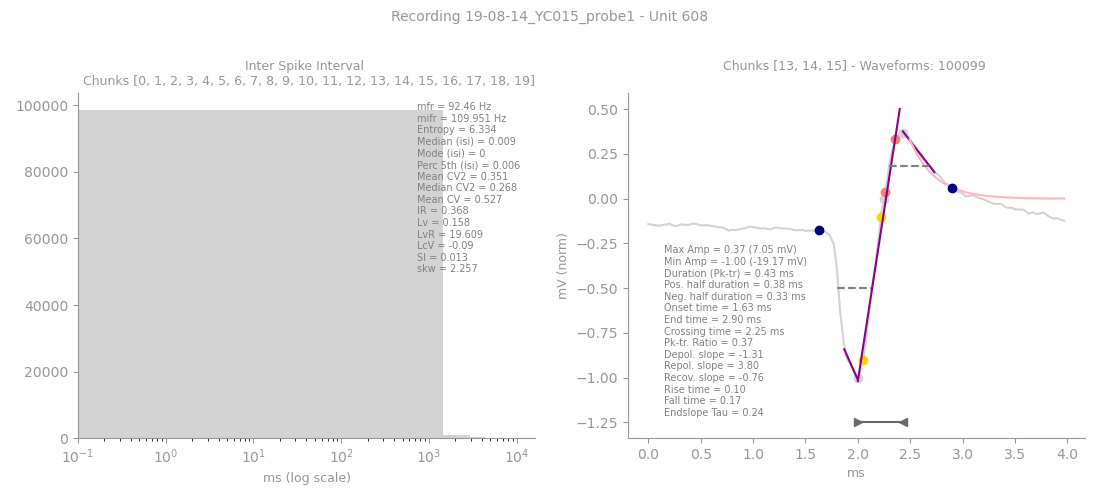 Recording 19-08-14_YC015_probe1 - Unit 608
Inter Spike Interval
Chunks [0, 1, 2, 3, 4, 5, 6, 7, 8, 9, 10, 11, 12, 13, 14, 15, 16, 17, 18, 19]
100000
80000
60000
40000
20000
0
mfr = 92.46 Hz
mifr = 109.951 Hz
Entropy = 6.334
Median (isi) = 0.009
Mode (isi) = 0
Perc 5th (isi) = 0.006
Mean CV2 = 0.351
Median CV2 = 0.268
Mean CV = 0.527
IR = 0.368
Lv = 0.158
LvR = 19.609
LcV = -0.09
SI = 0.013
skw = 2.257
10⁻¹ 10⁰ 10¹ 10² 10³ 10⁴
ms (log scale)
Chunks [13, 14, 15] - Waveforms: 100099
mV (norm)
0.50
0.25
0.00
−0.25
−0.50
−0.75
−1.00
−1.25
Max Amp = 0.37 (7.05 mV)
Min Amp = -1.00 (-19.17 mV)
Duration (Pk-tr) = 0.43 ms
Pos. half duration = 0.38 ms
Neg. half duration = 0.33 ms
Onset time = 1.63 ms
End time = 2.90 ms
Crossing time = 2.25 ms
Pk-tr. Ratio = 0.37
Depol. slope = -1.31
Repol. slope = 3.80
Recov. slope = -0.76
Rise time = 0.10
Fall time = 0.17
Endslope Tau = 0.24
0.0 0.5 1.0 1.5 2.0 2.5 3.0 3.5 4.0
ms